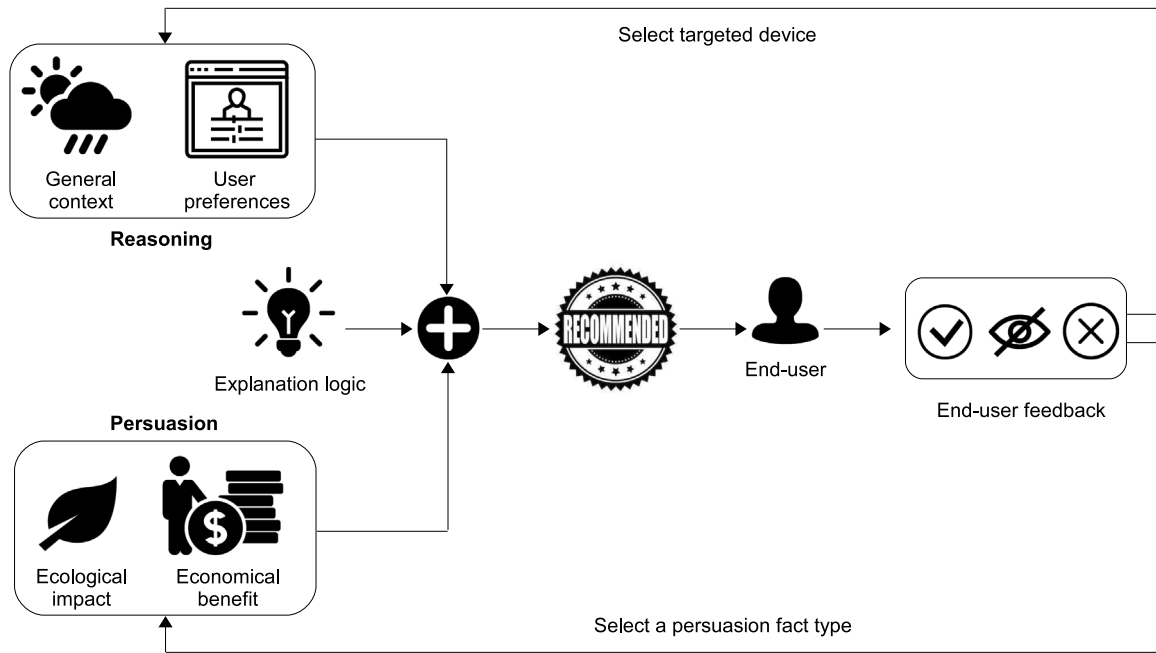 Select targeted device
General
context
User
preferences
Reasoning
Explanation logic
RECOMMENDED
End-user
End-user feedback
Persuasion
$
Ecological
impact
Economical
benefit
Select a persuasion fact type